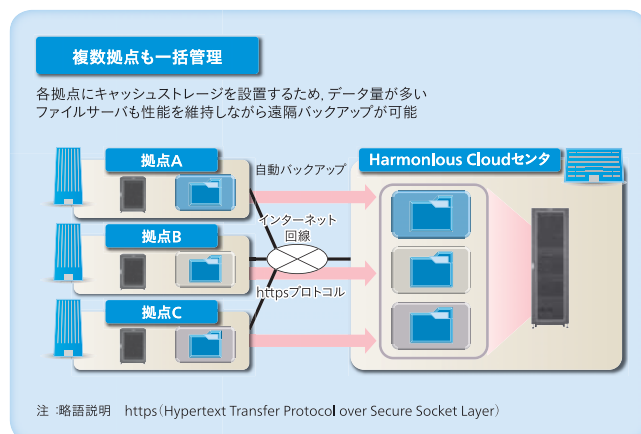 複数拠点も一括管理
各拠点にキャッシュストレージを設置するため，データ量が多い
ファイルサーバも性能を維持しながら遠隔バックアップが可能
拠点A
自動バックアップ
Harmonious Cloudセンタ
インターネット
回線
拠点B
httpsプロトコル
拠点C
注：略語説明　https（Hypertext Transfer Protocol over Secure Socket Layer）